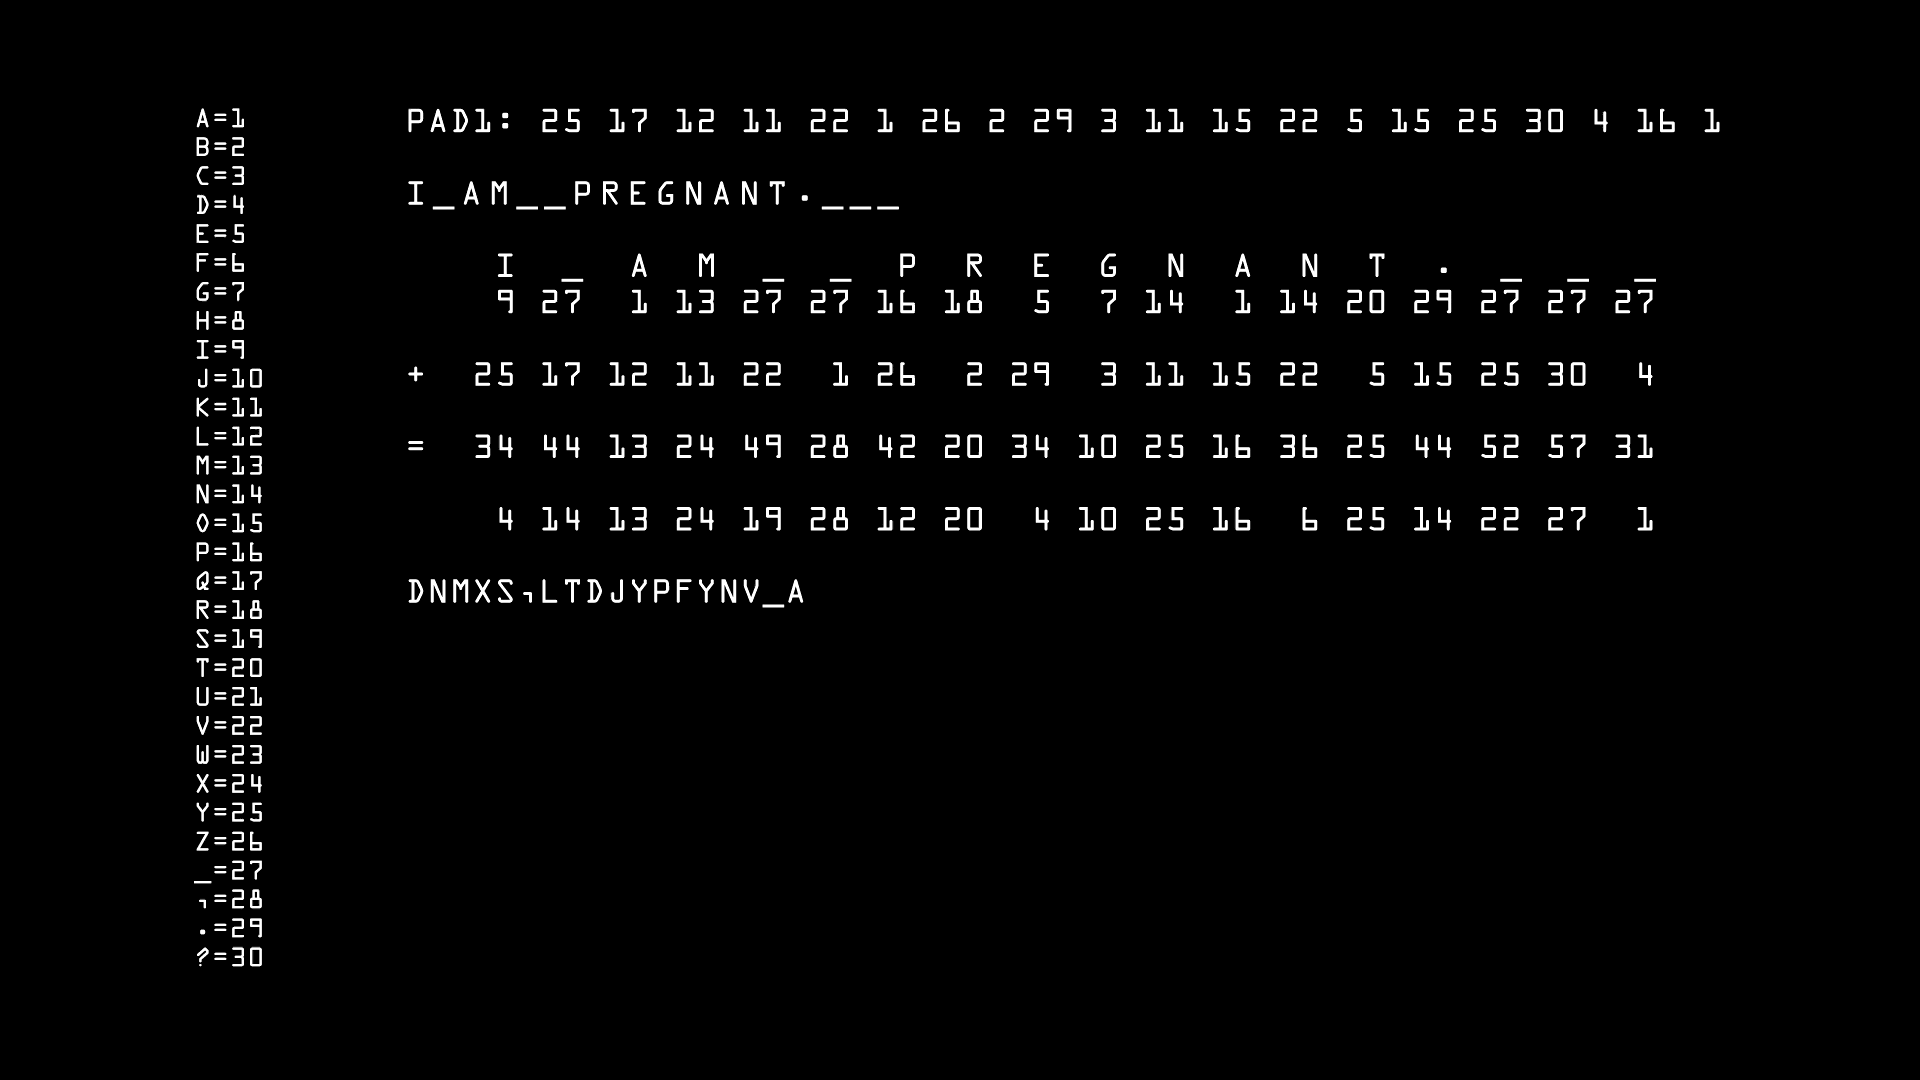 A=1
B=2
C=3
D=4
E=5
F=6
G=7
H=8
I=9
J=10
K=11
L=12
M=13
N=14
O=15
P=16
Q=17
R=18
S=19
T=20
U=21
V=22
W=23
X=24
Y=25
Z=26
_=27
,=28
.=29
?=30
PAD1: 25 17 12 11 22 1 26 2 29 3 11 15 22 5 15 25 30 4 16 1
I_AM__PREGNANT.___
I _ A M _ _ P R E G N A N T . _ _ _
9 27 1 13 27 27 16 18 5 7 14 1 14 20 29 27 27 27
+ 25 17 12 11 22 1 26 2 29 3 11 15 22 5 15 25 30 4
= 34 44 13 24 49 28 42 20 34 10 25 16 36 25 44 52 57 31
4 14 13 24 19 28 12 20 4 10 25 16 6 25 14 22 27 1
DNMXS,LTDJYPFYNV_A